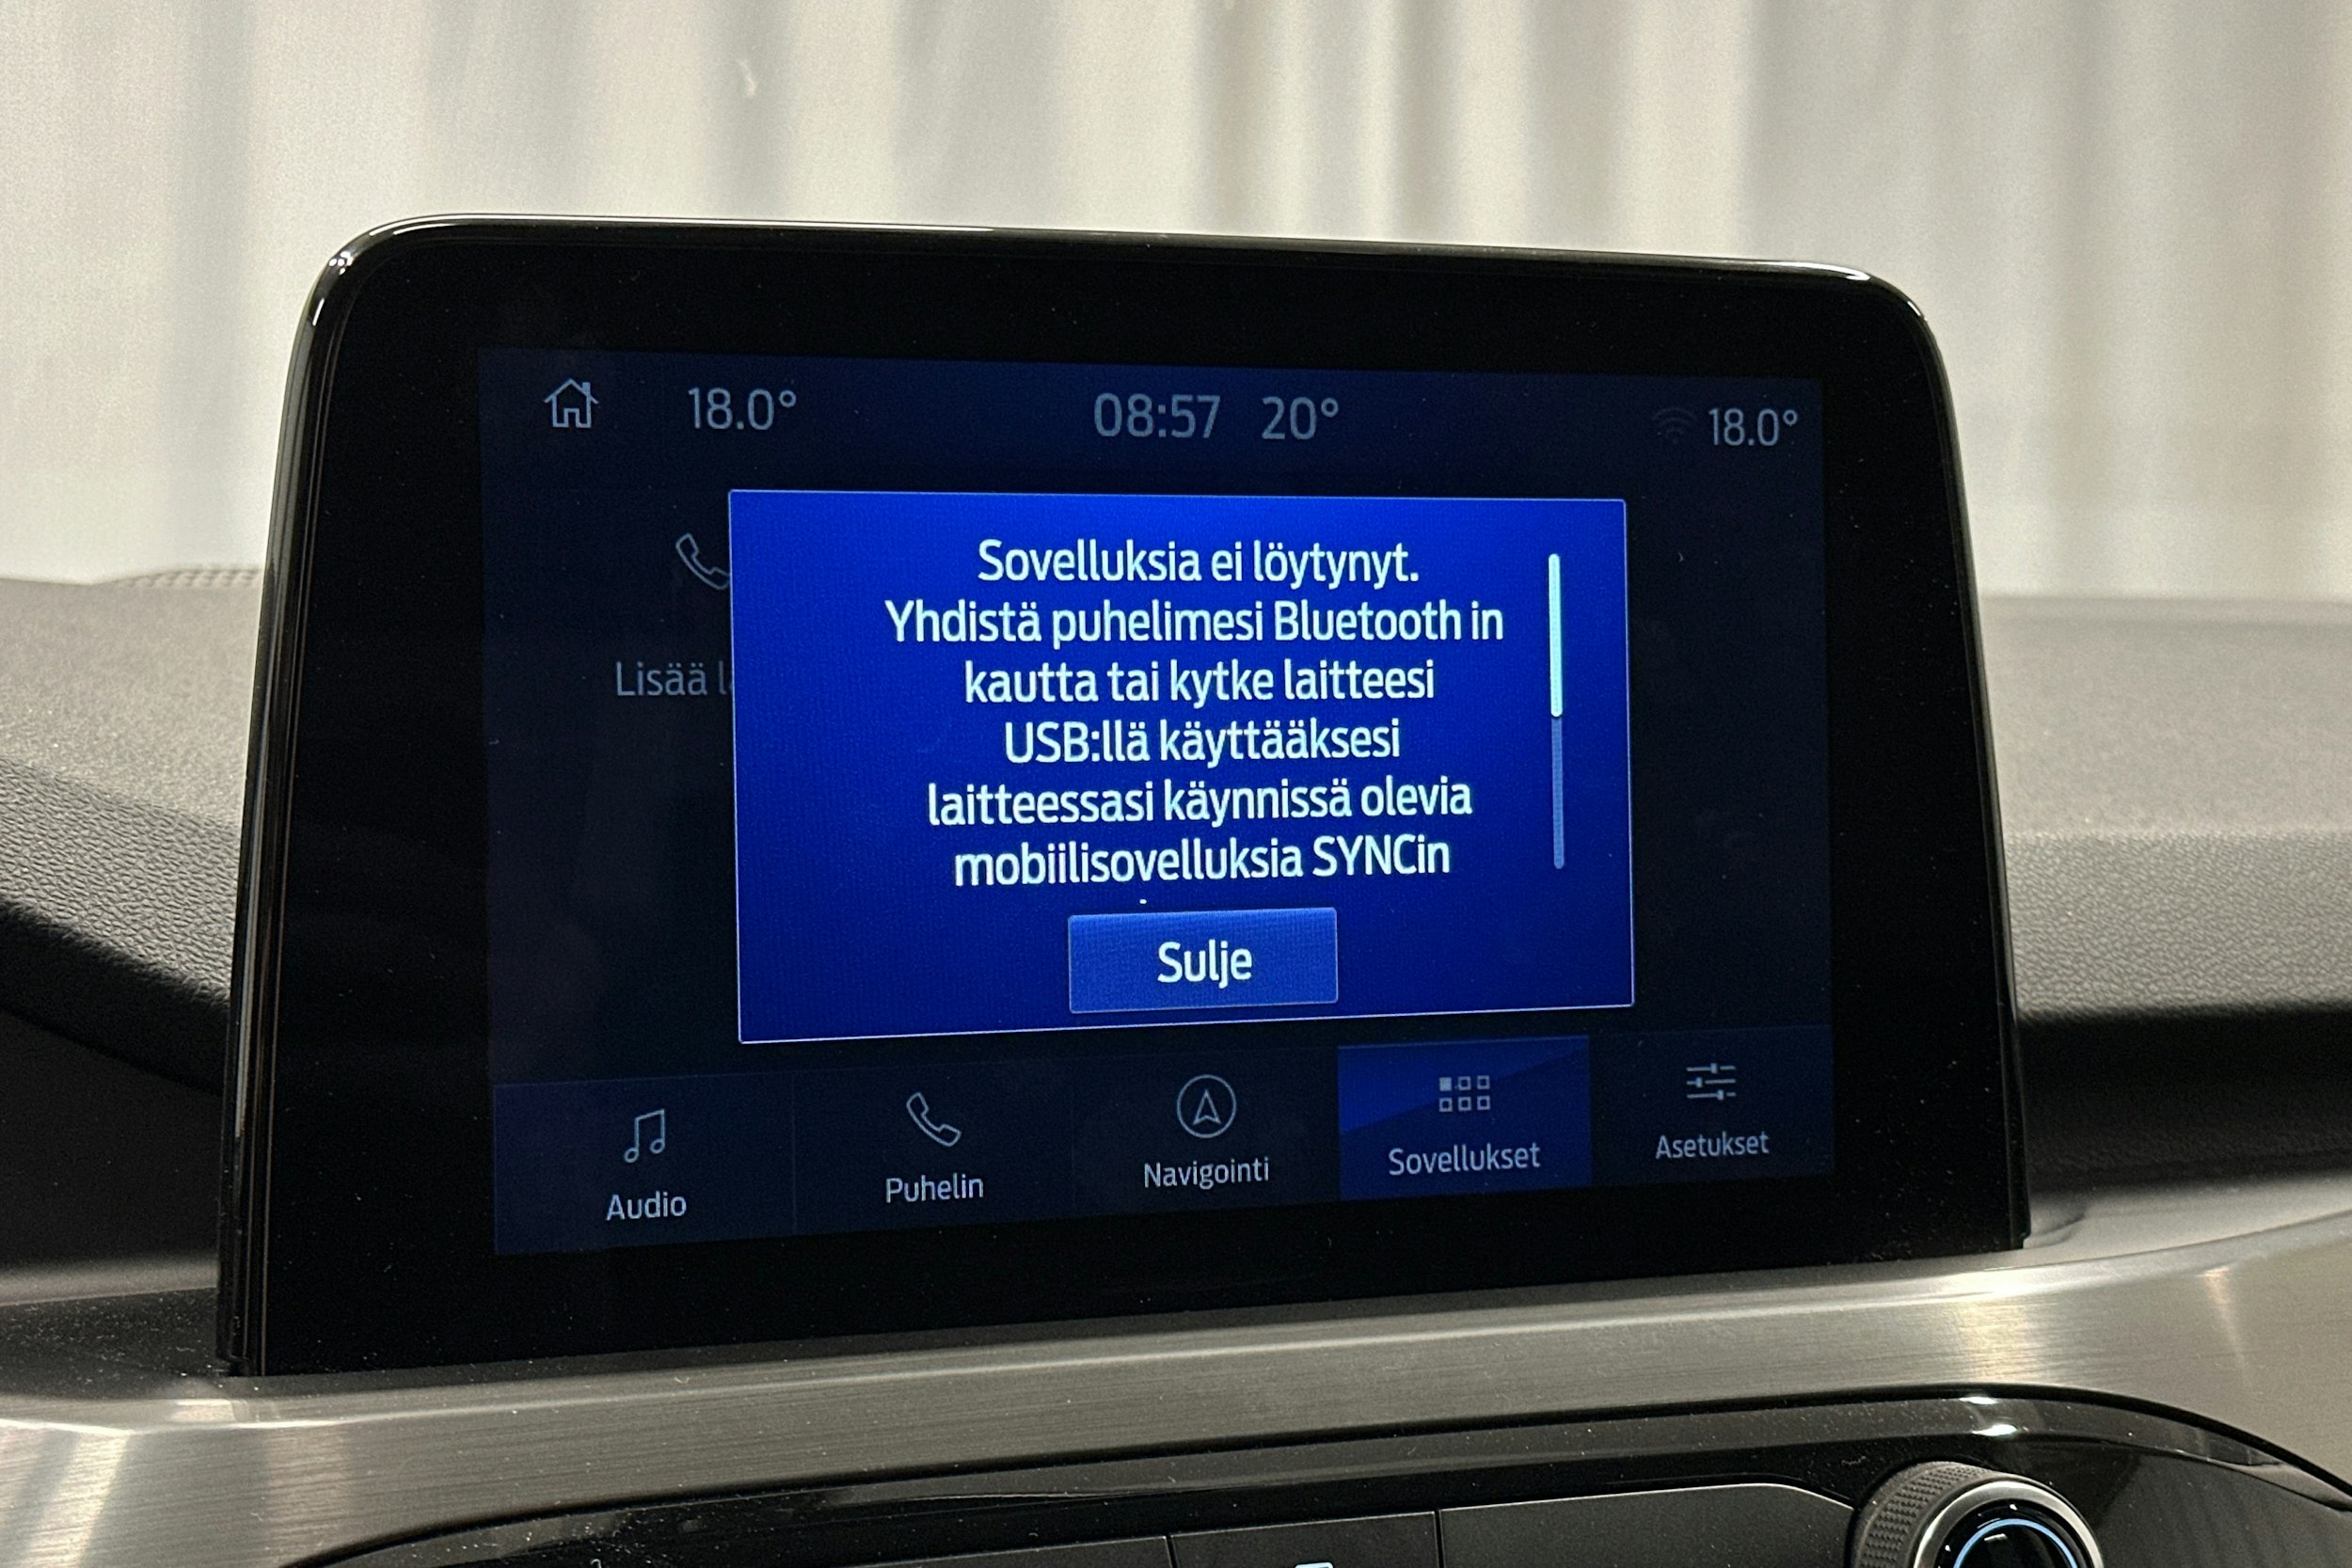 18.0°
08:57 20°
18.0°
Lisää
Sovelluksia ei löytynyt.
Yhdistä puhelimesi Bluetooth in
kautta tai kytke laitteesi
USB:llä käyttääksesi
laitteessasi käynnissä olevia
mobiilisovelluksia SYNCin
Sulje
Audio
Puhelin
Navigointi
Sovellukset
Asetukset